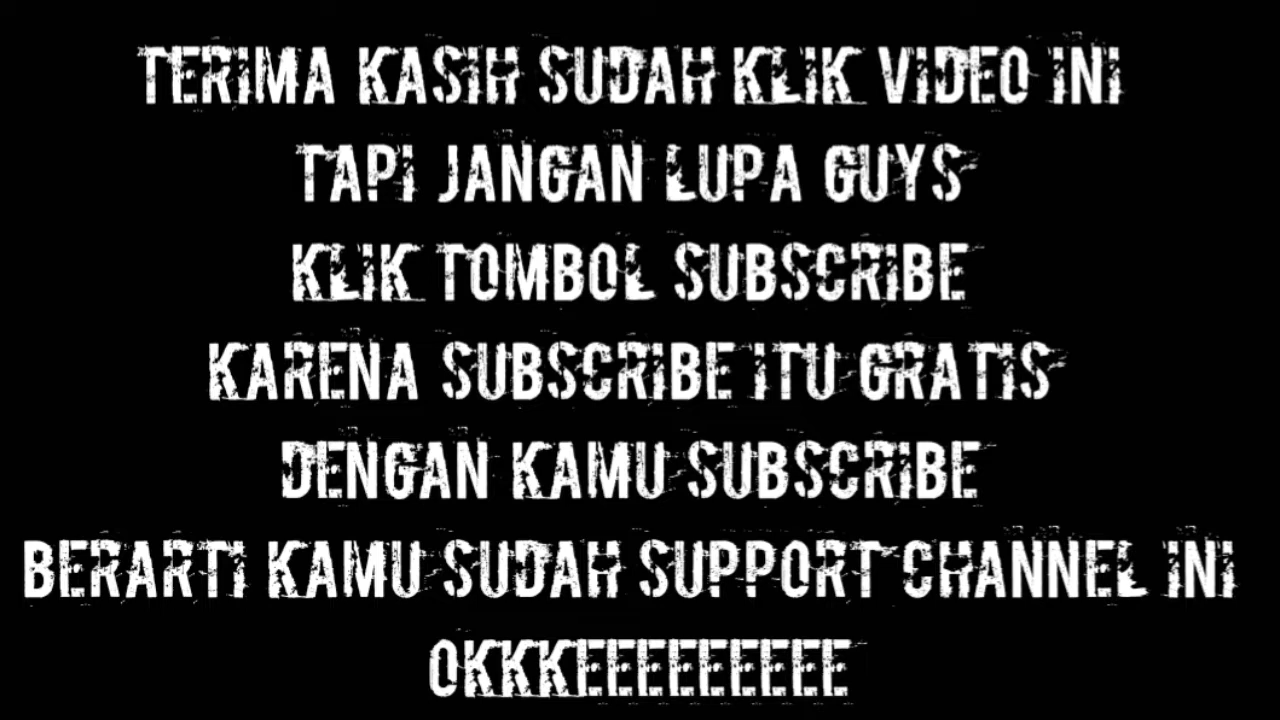 TERIMA KASIH SUDAH KLIK VIDEO INI
TAPI JANGAN LUPA GUYS
KLIK TOMBOL SUBSCRIBE
KARENA SUBSCRIBE ITU GRATIS
DENGAN KAMU SUBSCRIBE
BERARTI KAMU SUDAH SUPPORT CHANNEL INI
OKKKEEEEEEEEE